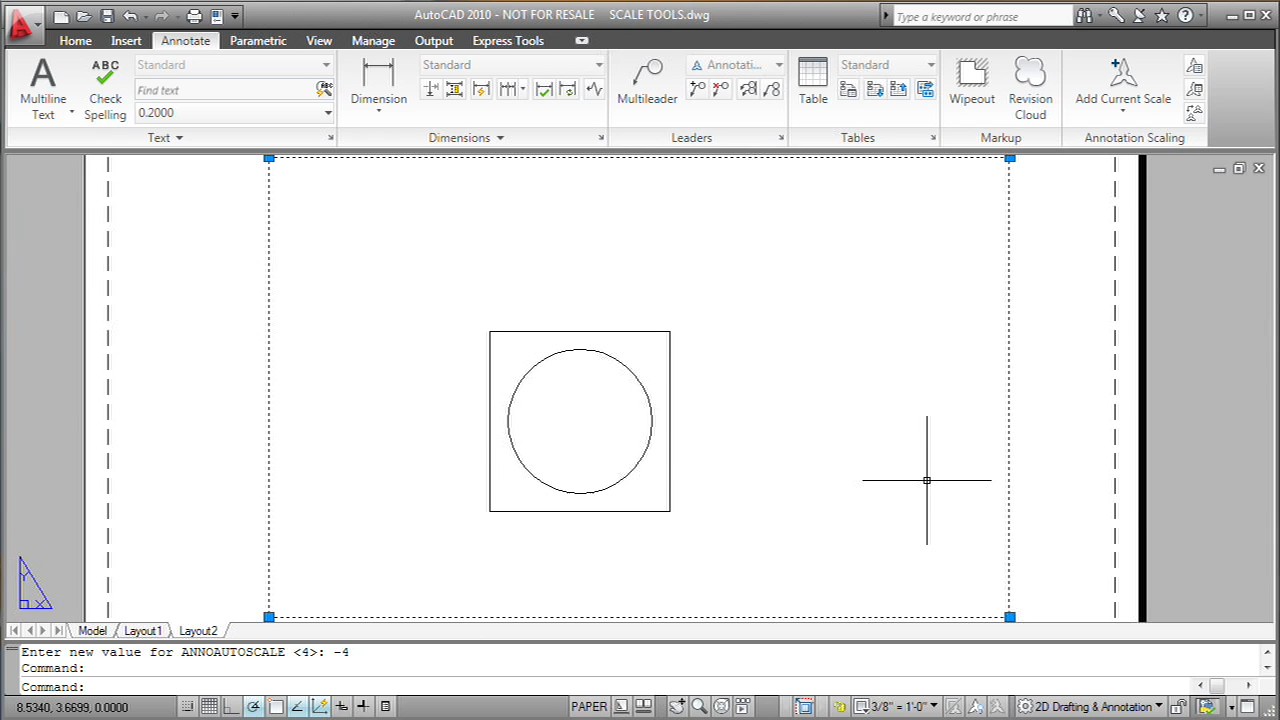 AutoCAD 2010 - NOT FOR RESALE SCALE TOOLS.dwg
Type a keyword or phrase
Home Insert Annotate Parametric View Manage Output Express Tools
Multiline Text
ABC
Check Spelling
Standard
Find text
ABC
0.2000
Text
Dimension
Standard
Dimensions
Multileader
Annotati...
Leaders
Table
Standard
Tables
Wipeout
Revision Cloud
Markup
Add Current Scale
Annotation Scaling
Model Layout1 Layout2
Enter new value for ANNOAUTOSCALE <4>: -4
Command:
Command:
8.5340, 3.6699, 0.0000
PAPER
3/8" = 1'-0"
2D Drafting & Annotation